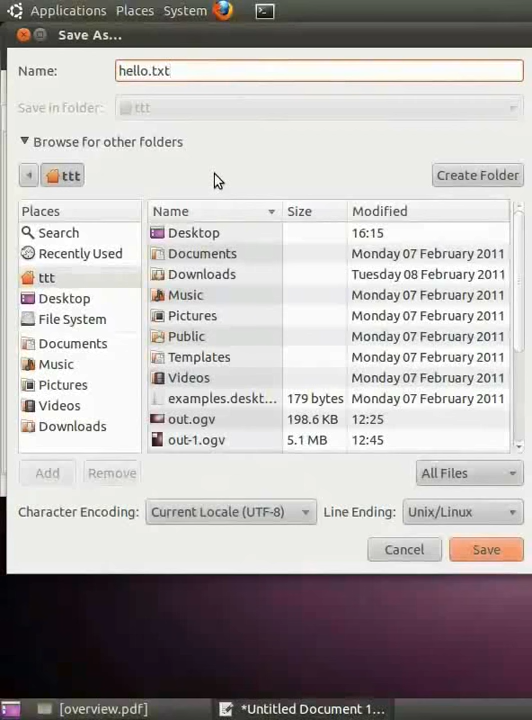 Applications Places System
Save As...
Name: hello.txt
Save in folder: ttt
Browse for other folders
ttt Create Folder
Places Name Size Modified
Search Desktop 16:15
Recently Used Documents Monday 07 February 2011
ttt Downloads Tuesday 08 February 2011
Desktop Music Monday 07 February 2011
File System Pictures Monday 07 February 2011
Documents Public Monday 07 February 2011
Music Templates Monday 07 February 2011
Pictures Videos Monday 07 February 2011
Videos examples.deskt... 179 bytes Monday 07 February 2011
Downloads out.ogv 198.6 KB 12:25
out-1.ogv 5.1 MB 12:45
Add Remove All Files
Character Encoding: Current Locale (UTF-8) Line Ending: Unix/Linux
Cancel Save
[overview.pdf] *Untitled Document 1...